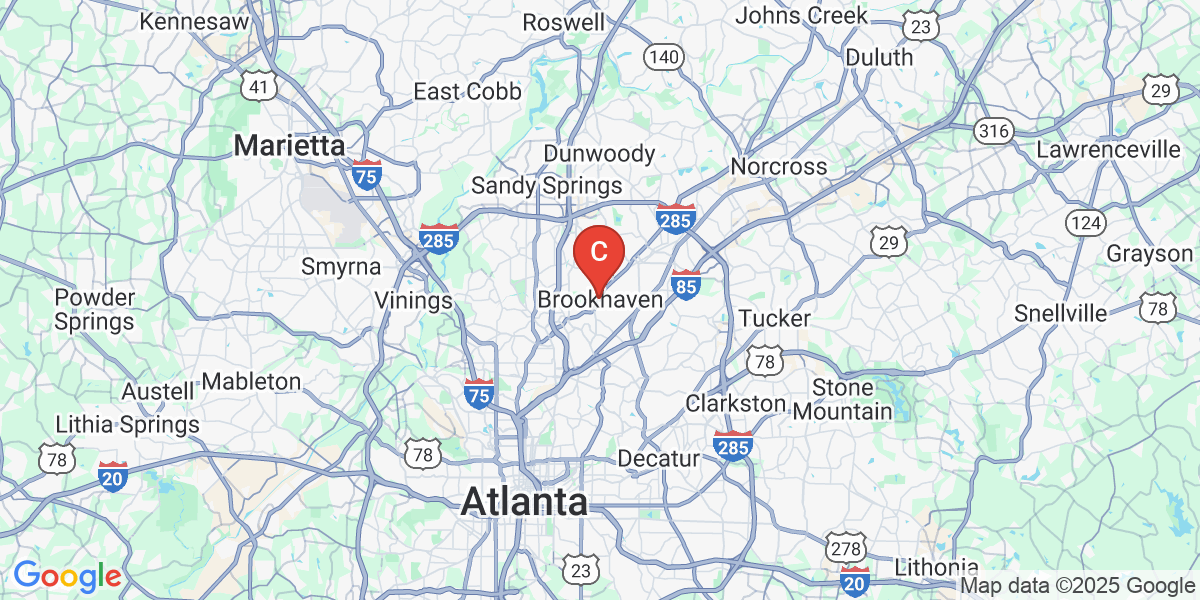 Kennesaw
Roswell
Johns Creek
23
140
Duluth
41
East Cobb
29
316
Marietta
Dunwoody
Norcross
Lawrenceville
75
Sandy Springs
285
124
285
29
C
Grayson
Smyrna
85
Powder
Springs
Vinings
Brookhaven
78
Snellville
Tucker
78
Austell
Mableton
75
Stone
Mountain
Clarkston
Lithia Springs
285
78
78
Decatur
20
Atlanta
278
23
Lithonia
20
Google
Map data ©2025 Google